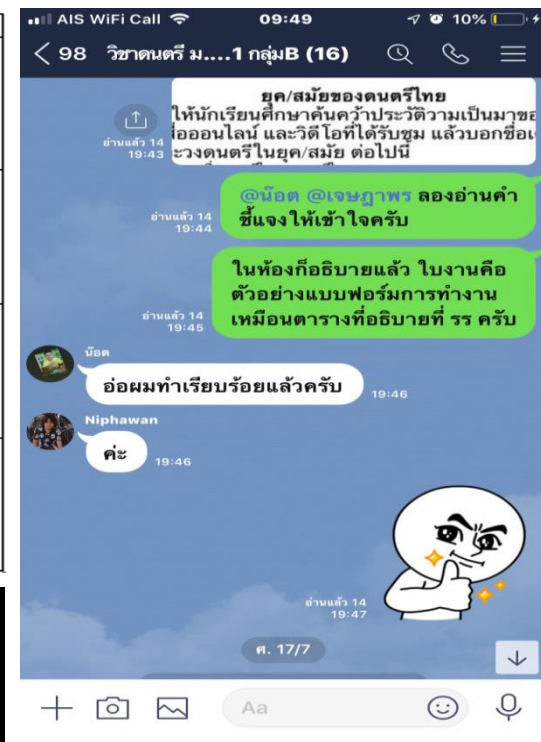 AIS WiFi Call 09:49 10%
98 วิชาดนตรี ม....1 กลุ่มB (16)
ยุค/สมัยของดนตรีไทย
ให้นักเรียนศึกษาค้นคว้าประวัติวามเป็นมาขอ
ื่อออนไลน์ และวิดีโอที่ได้รับชม แล้วบอกชื่อเ
ะวงดนตรีในยุค/สมัย ต่อไปนี้
อ่านแล้ว 14
19:43
@น๊อต @เจษฎาพร ลองอ่านคำ
ชี้แจงให้เข้าใจครับ
อ่านแล้ว 14
19:44
ในห้องก็อธิบายแล้ว ใบงานคือ
ตัวอย่างแบบฟอร์มการทำงาน
เหมือนตารางที่อธิบายที่ รร ครับ
อ่านแล้ว 14
19:45
น๊อต
อ่อผมทำเรียบร้อยแล้วครับ
19:46
Niphawan
ค่ะ
19:46
อ่านแล้ว 14
19:47
ศ. 17/7
Aa